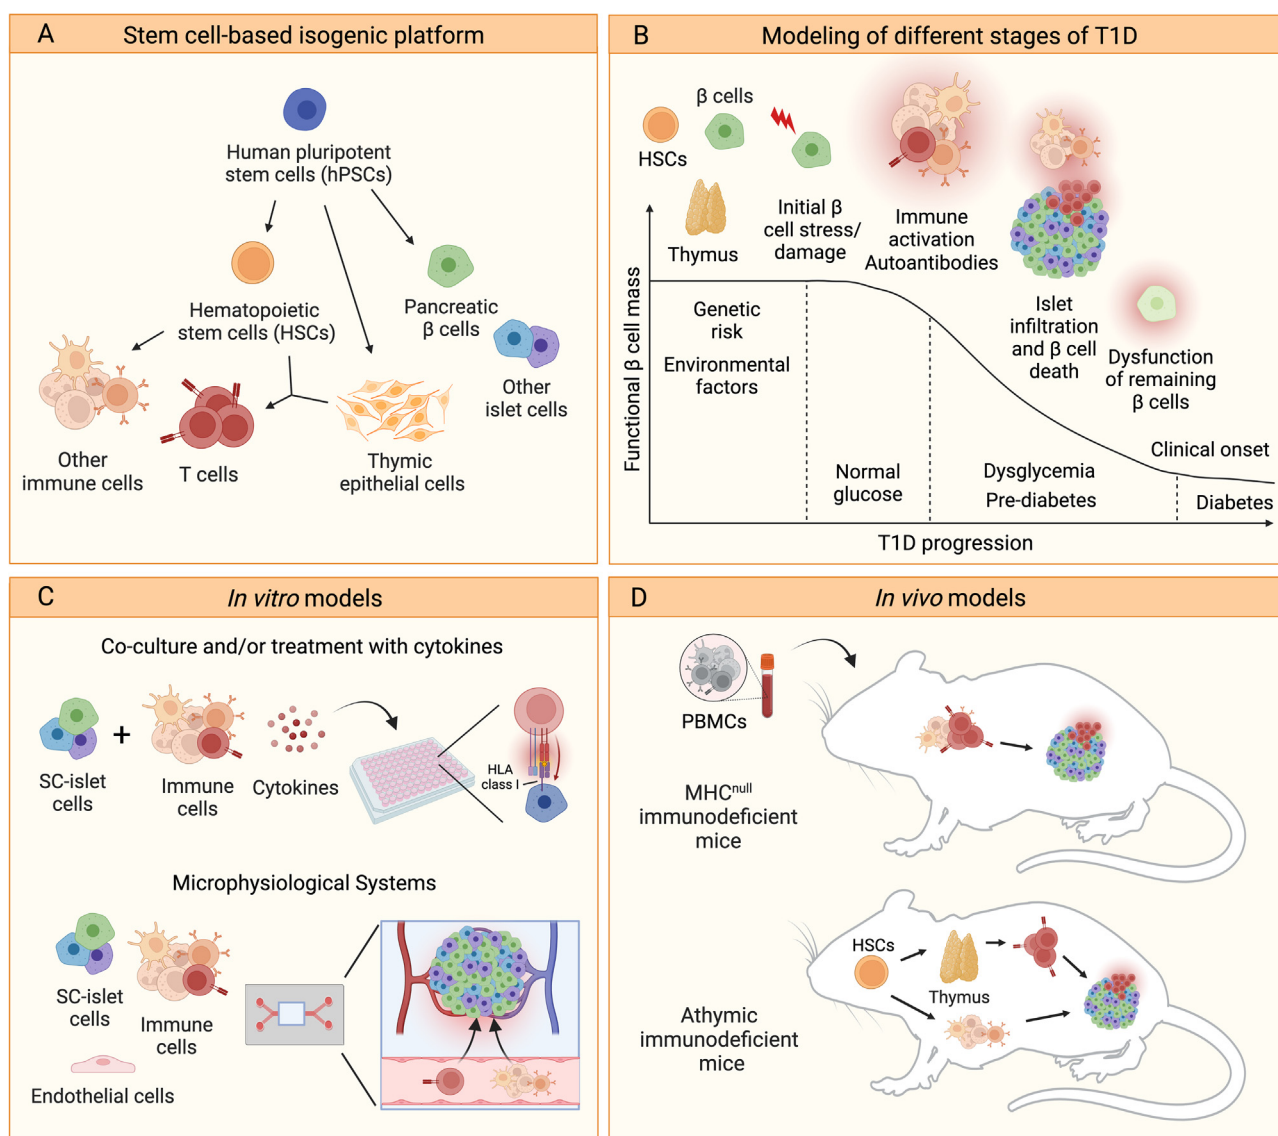 A
Stem cell-based isogenic platform
Human pluripotent
stem cells (hPSCs)
Hematopoietic
stem cells (HSCs)
Pancreatic
β cells
Other
islet cells
Other
immune cells
T cells
Thymic
epithelial cells
B
Modeling of different stages of T1D
β cells
HSCs
Thymus
Initial β
cell stress/
damage
Immune
activation
Autoantibodies
Islet
infiltration
and β cell
death
Dysfunction
of remaining
β cells
Functional β cell mass
Genetic
risk
Environmental
factors
Normal
glucose
Dysglycemia
Pre-diabetes
Clinical onset
Diabetes
T1D progression
C
In vitro models
Co-culture and/or treatment with cytokines
SC-islet
cells
+
Immune
cells
Cytokines
HLA
class I
Microphysiological Systems
SC-islet
cells
Immune
cells
Endothelial cells
D
In vivo models
PBMCs
MHCnull
immunodeficient
mice
HSCs
Thymus
Athymic
immunodeficient
mice